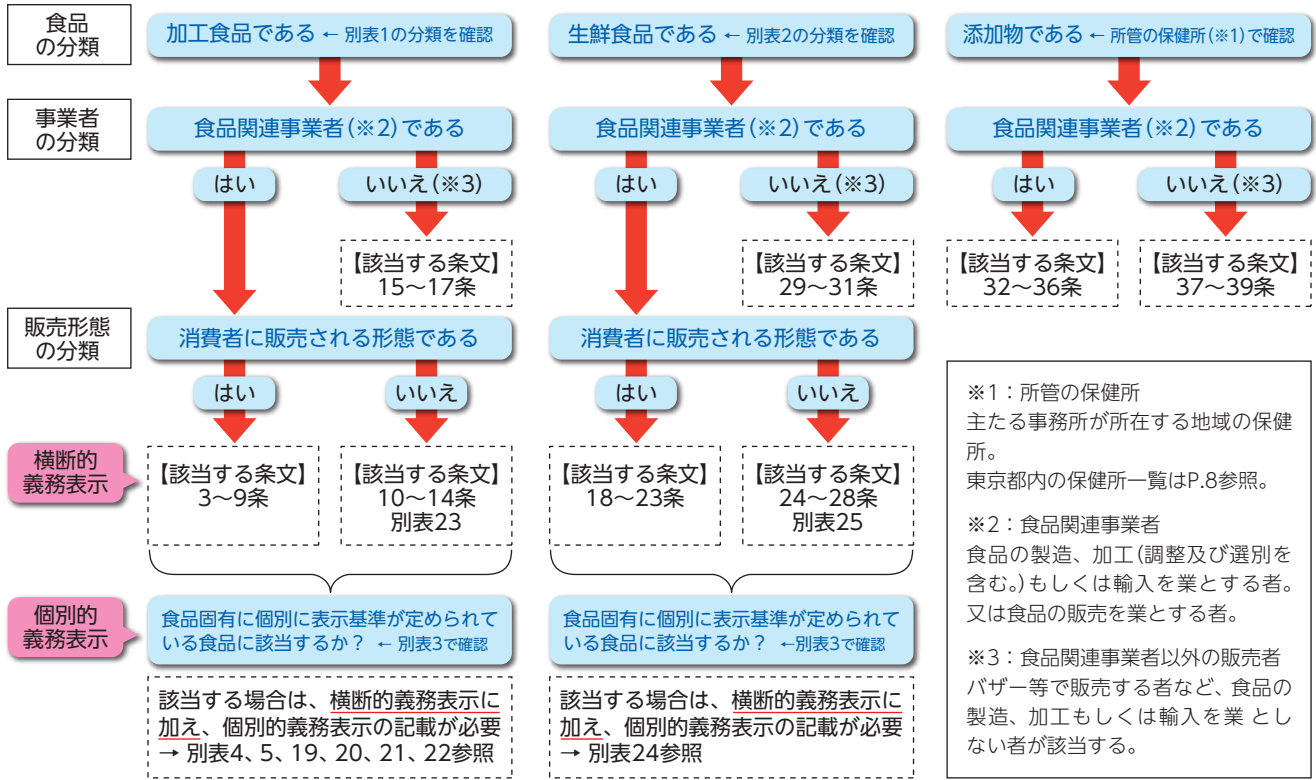 食品
の分類
加工食品である ← 別表1の分類を確認
生鮮食品である ← 別表2の分類を確認
添加物である ← 所管の保健所(※1)で確認
事業者
の分類
食品関連事業者(※2)である
食品関連事業者(※2)である
食品関連事業者(※2)である
はい
いいえ(※3)
はい
いいえ(※3)
はい
いいえ(※3)
【該当する条文】
15～17条
【該当する条文】
29～31条
【該当する条文】
32～36条
【該当する条文】
37～39条
販売形態
の分類
消費者に販売される形態である
消費者に販売される形態である
はい
いいえ
はい
いいえ
横断的
義務表示
【該当する条文】
3～9条
【該当する条文】
10～14条
別表23
【該当する条文】
18～23条
【該当する条文】
24～28条
別表25
個別的
義務表示
食品固有に個別に表示基準が定められて
いる食品に該当するか？ ← 別表3で確認
食品固有に個別に表示基準が定められて
いる食品に該当するか？ ←別表3で確認
該当する場合は、横断的義務表示に
加え、個別的義務表示の記載が必要
→ 別表4、5、19、20、21、22参照
該当する場合は、横断的義務表示に
加え、個別的義務表示の記載が必要
→ 別表24参照
※1：所管の保健所
主たる事務所が所在する地域の保健
所。
東京都内の保健所一覧はP.8参照。
※2：食品関連事業者
食品の製造、加工(調整及び選別を
含む。)もしくは輸入を業とする者。
又は食品の販売を業とする者。
※3：食品関連事業者以外の販売者
バザー等で販売する者など、食品の
製造、加工もしくは輸入を業 とし
ない者が該当する。